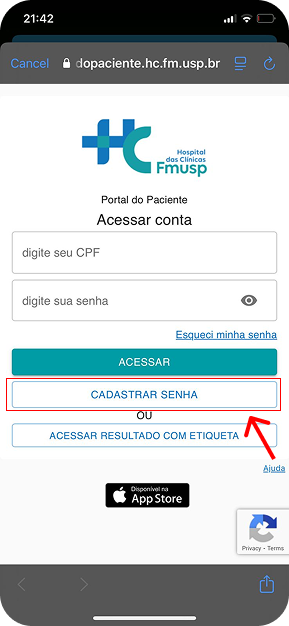 21:42
Cancel
dopaciente.hc.fm.usp.br
HC
Hospital
das Clínicas
Fmusp
Portal do Paciente
Acessar conta
digite seu CPF
digite sua senha
Esqueci minha senha
ACESSAR
CADASTRAR SENHA
OU
ACESSAR RESULTADO COM ETIQUETA
Ajuda
Disponível na
App Store
Privacy - Terms